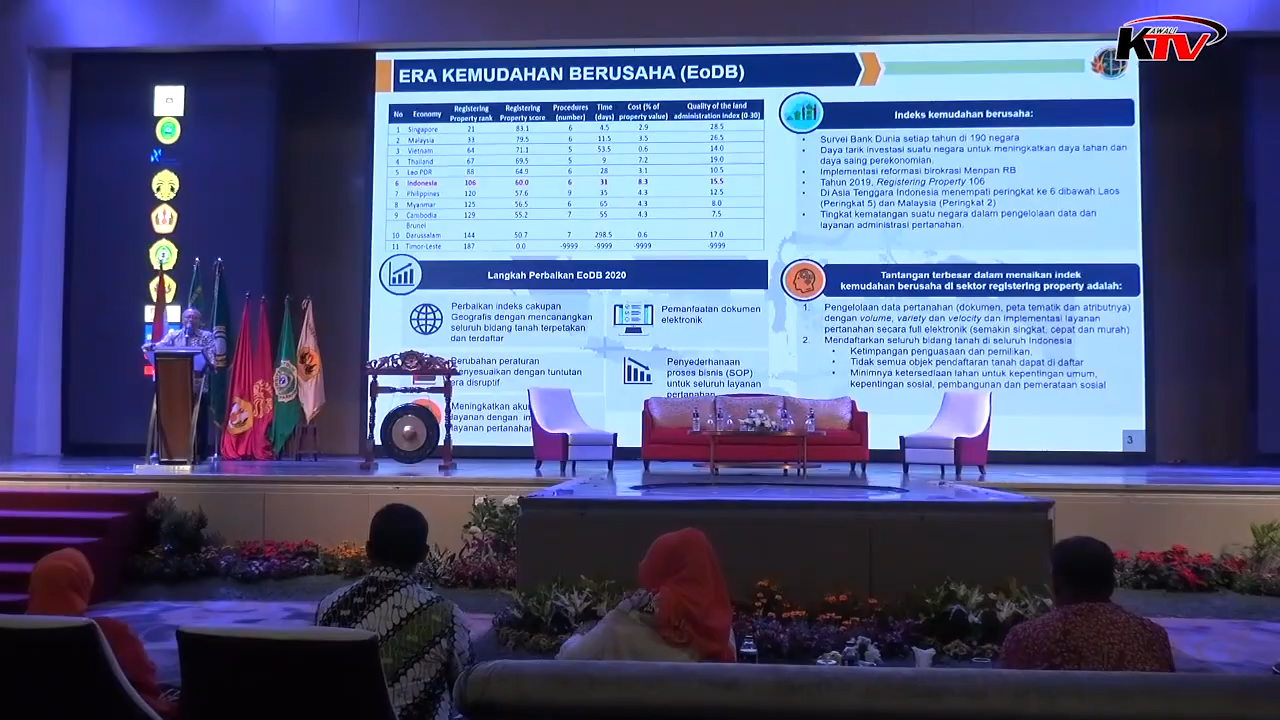 KAWALI
TV
ERA KEMUDAHAN BERUSAHA (EoDB)
No Economy Registering Property rank Registering Property score Procedures (number) Time (days) Cost (% of property value) Quality of the land administration index (0-30)
1 Singapore 21 83.1 6 4.5 2.9 28.5
2 Malaysia 33 79.5 6 11.5 3.5 26.5
3 Vietnam 64 71.1 5 53.5 0.6 14.0
4 Thailand 67 69.5 5 9 7.2 19.0
5 Lao PDR 88 64.9 6 28 3.1 10.5
6 Indonesia 106 60.0 6 31 8.3 15.5
7 Philippines 120 57.6 9 35 4.3 12.5
8 Myanmar 125 56.5 6 65 4.3 8.0
9 Cambodia 129 55.2 7 55 4.3 7.5
Brunei
10 Darussalam 144 50.7 7 298.5 0.6 17.0
11 Timor-Leste 187 0.0 -9999 -9999 -9999 -9999
Langkah Perbaikan EoDB 2020
Perbaikan indeks cakupan
Geografis dengan mencanangkan
seluruh bidang tanah terpetakan
dan terdaftar
Pemanfaatan dokumen
elektronik
Perubahan peraturan
penyesuaikan dengan tuntutan
era disruptif
Penyederhanaan
proses bisnis (SOP)
untuk seluruh layanan
pertanahan
Meningkatkan
layanan dengan
layanan pertanahan
Indeks kemudahan berusaha:
• Survei Bank Dunia setiap tahun di 190 negara
• Daya tarik investasi suatu negara untuk meningkatkan daya tahan dan
daya saing perekonomian.
• Implementasi reformasi birokrasi Menpan RB
• Tahun 2019, Registering Property 106
• Di Asia Tenggara Indonesia menempati peringkat ke 6 dibawah Laos
(Peringkat 5) dan Malaysia (Peringkat 2)
• Tingkat kematangan suatu negara dalam pengelolaan data dan
layanan administrasi pertanahan.
Tantangan terbesar dalam menaikan indek
kemudahan berusaha di sektor registering property adalah:
1. Pengelolaan data pertanahan (dokumen, peta tematik dan atributnya)
dengan volume, variety dan velocity dan implementasi layanan
pertanahan secara full elektronik (semakin singkat, cepat dan murah)
2. Mendaftarkan seluruh bidang tanah di seluruh Indonesia
• Ketimpangan penguasaan dan pemilikan,
• Tidak semua objek pendaftaran tanah dapat di daftar
• Minimnya ketersediaan lahan untuk kepentingan umum,
kepentingan sosial, pembangunan dan pemerataan sosial
3